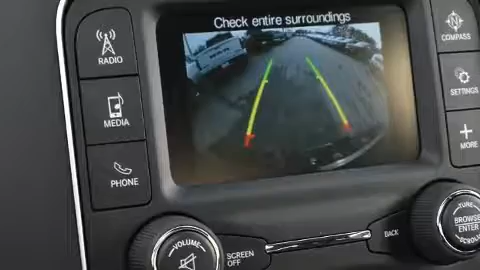 Check entire surroundings
RADIO
MEDIA
PHONE
COMPASS
SETTINGS
MORE
VOLUME
SCREEN
OFF
BACK
TUNE
BROWSE
ENTER
SCROLL